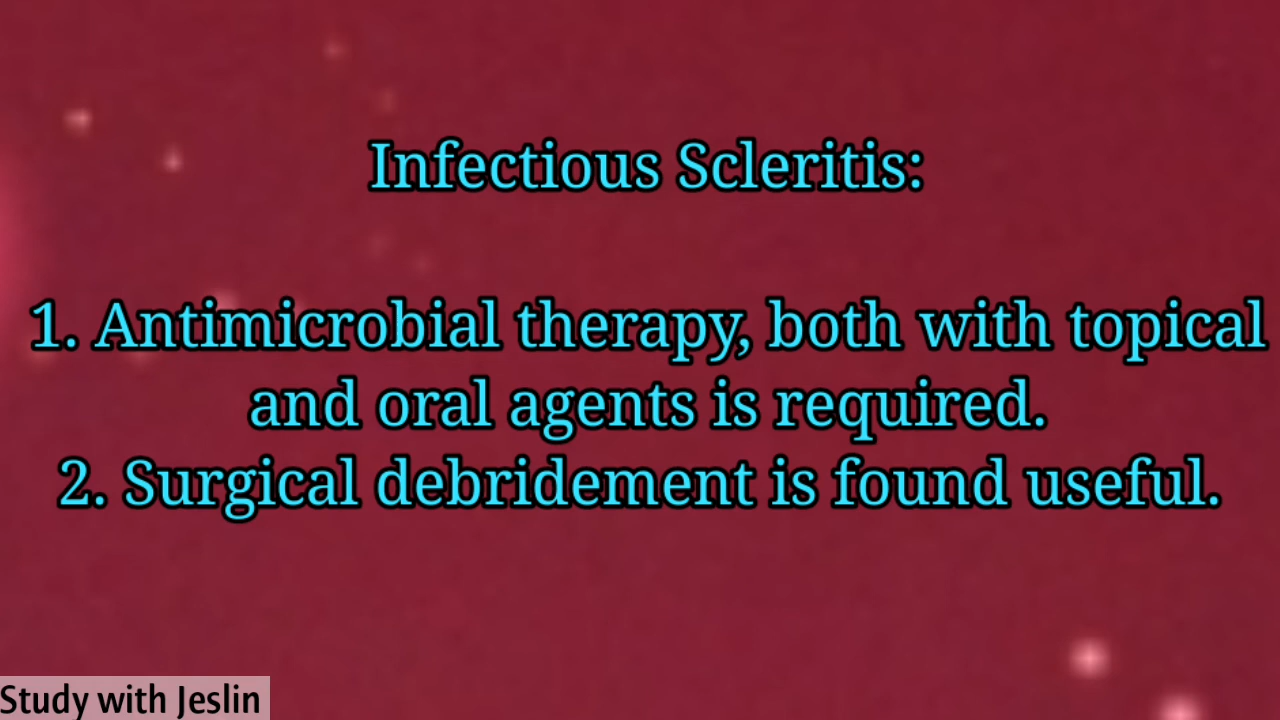 Infectious Scleritis:
1. Antimicrobial therapy, both with topical
and oral agents is required.
2. Surgical debridement is found useful.
Study with Jeslin